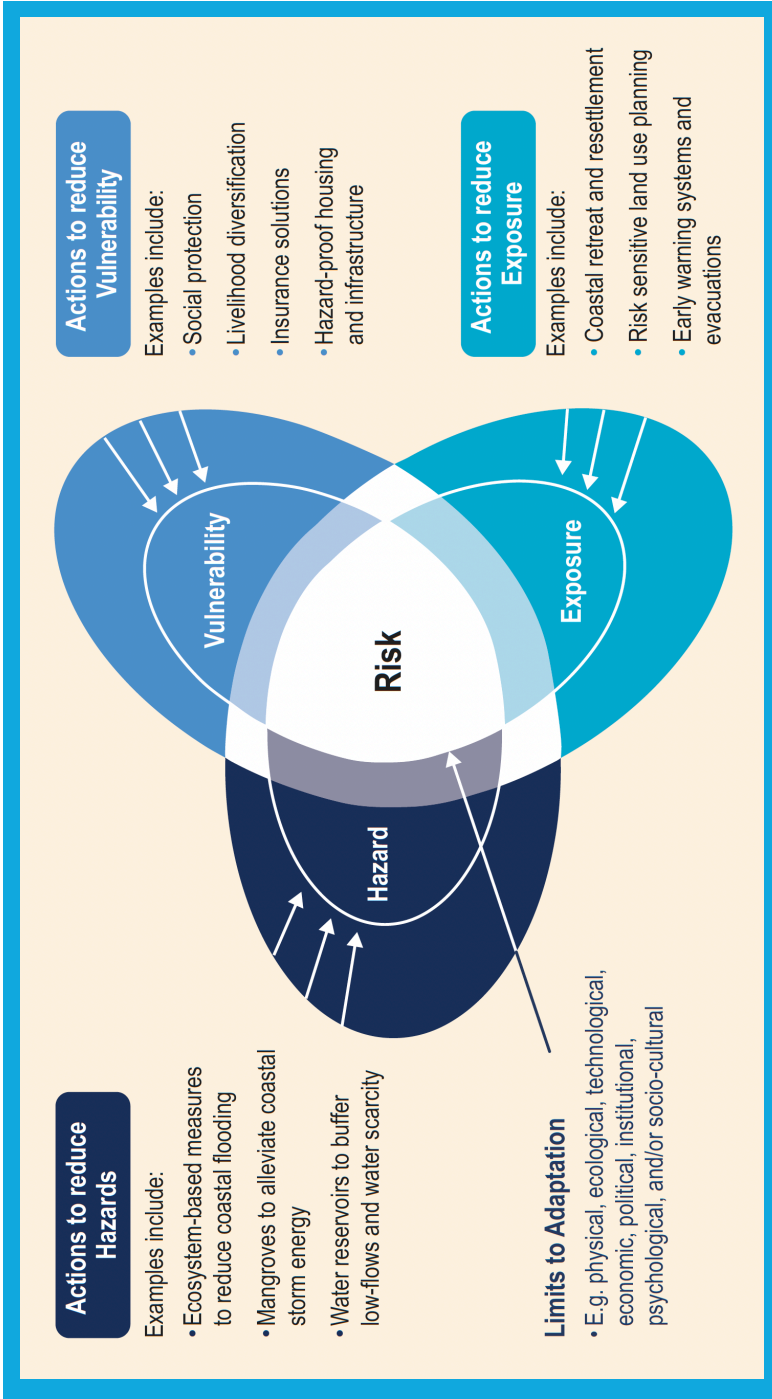 Actions to reduce
Hazards
Examples include:
• Ecosystem-based measures
to reduce coastal flooding
• Mangroves to alleviate coastal
storm energy
• Water reservoirs to buffer
low-flows and water scarcity
Limits to Adaptation
• E.g. physical, ecological, technological,
economic, political, institutional,
psychological, and/or socio-cultural
Hazard
Vulnerability
Risk
Exposure
Actions to reduce
Vulnerability
Examples include:
• Social protection
• Livelihood diversification
• Insurance solutions
• Hazard-proof housing
and infrastructure
Actions to reduce
Exposure
Examples include:
• Coastal retreat and resettlement
• Risk sensitive land use planning
• Early warning systems and
evacuations